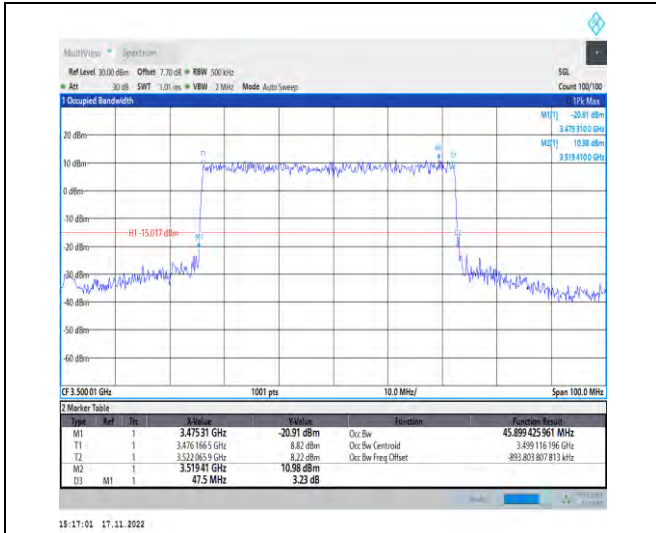 MultiView Spectrum
Ref Level 30.00 dBm Offset 7.70 dB RBW 500 kHz SGL
Att 30 dB SWT 1.01 ms VBW 2 MHz Mode Auto Sweep Count 100/100
1 Occupied Bandwidth 1Pk Max
M1[1] -20.91 dBm
3.475 310 0 GHz
M2[1] 10.98 dBm
3.519 410 0 GHz
20 dBm
M2
T1 T2
10 dBm
0 dBm
-10 dBm
H1 -15.017 dBm
-20 dBm
-30 dBm
-40 dBm
-50 dBm
-60 dBm
CF 3.500 01 GHz 1001 pts 10.0 MHz/ Span 100.0 MHz
2 Marker Table
Type Ref Trc X-Value Y-Value Function Function Result
M1 1 3.475 31 GHz -20.91 dBm Occ Bw 45.899 425 961 MHz
T1 1 3.476 166 5 GHz 8.82 dBm Occ Bw Centroid 3.499 116 196 GHz
T2 1 3.522 065 9 GHz 8.22 dBm Occ Bw Freq Offset -893.803 807 813 kHz
M2 1 3.519 41 GHz 10.98 dBm
D3 M1 1 47.5 MHz 3.23 dB
15:17:01 17.11.2022